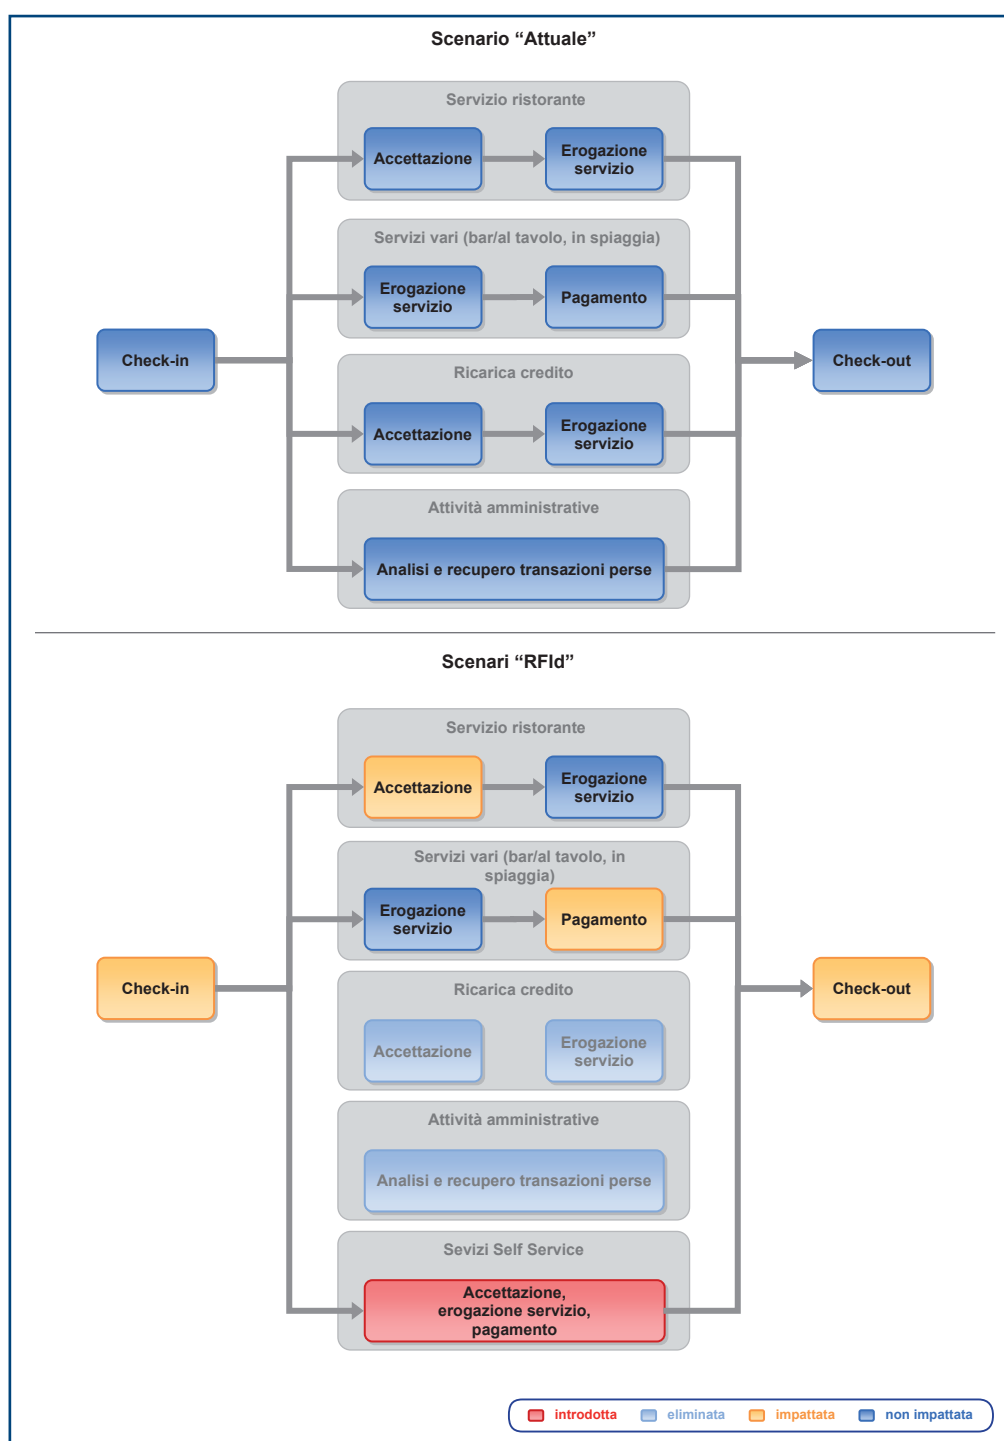 Scenario “Attuale”
Servizio ristorante
Accettazione
Erogazione
servizio
Servizi vari (bar/al tavolo, in spiaggia)
Erogazione
servizio
Pagamento
Check-in
Check-out
Ricarica credito
Accettazione
Erogazione
servizio
Attività amministrative
Analisi e recupero transazioni perse
Scenari “RFId”
Servizio ristorante
Accettazione
Erogazione
servizio
Servizi vari (bar/al tavolo, in
spiaggia)
Erogazione
servizio
Pagamento
Check-in
Check-out
Ricarica credito
Accettazione
Erogazione
servizio
Attività amministrative
Analisi e recupero transazioni perse
Sevizi Self Service
Accettazione,
erogazione servizio,
pagamento
introdotta
eliminata
impattata
non impattata